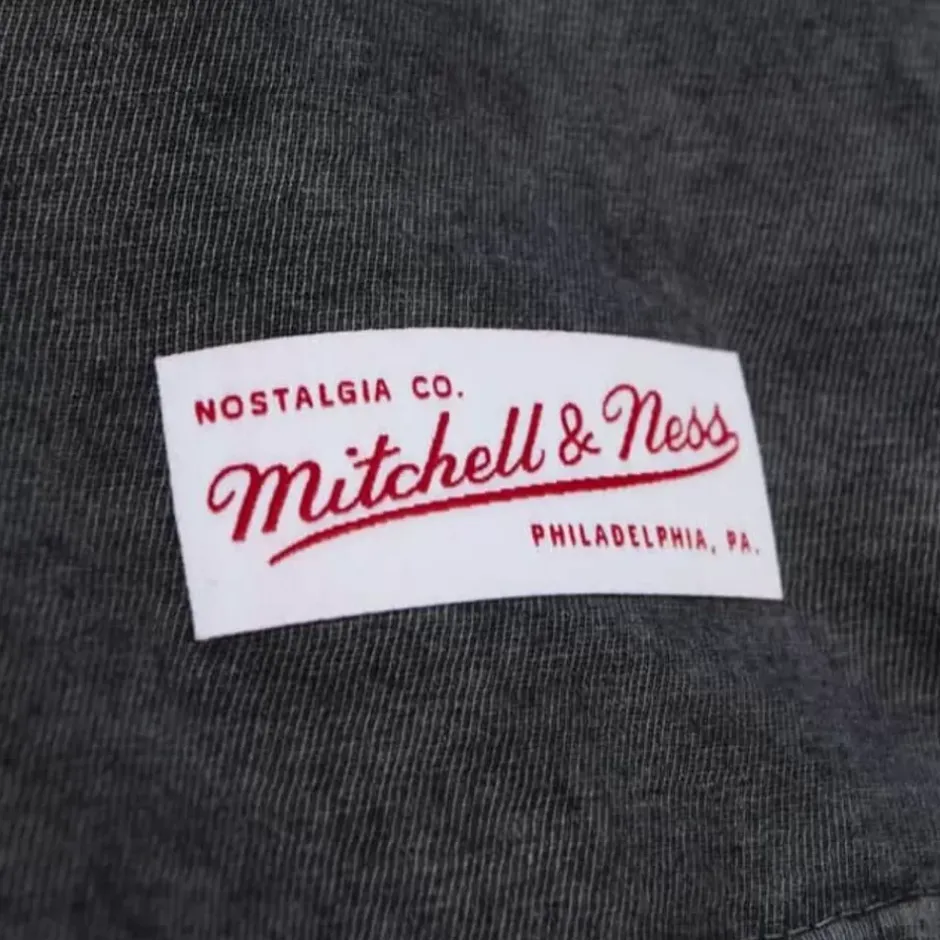 NOSTALGIA CO.
Mitchell & Ness
PHILADELPHIA, PA.